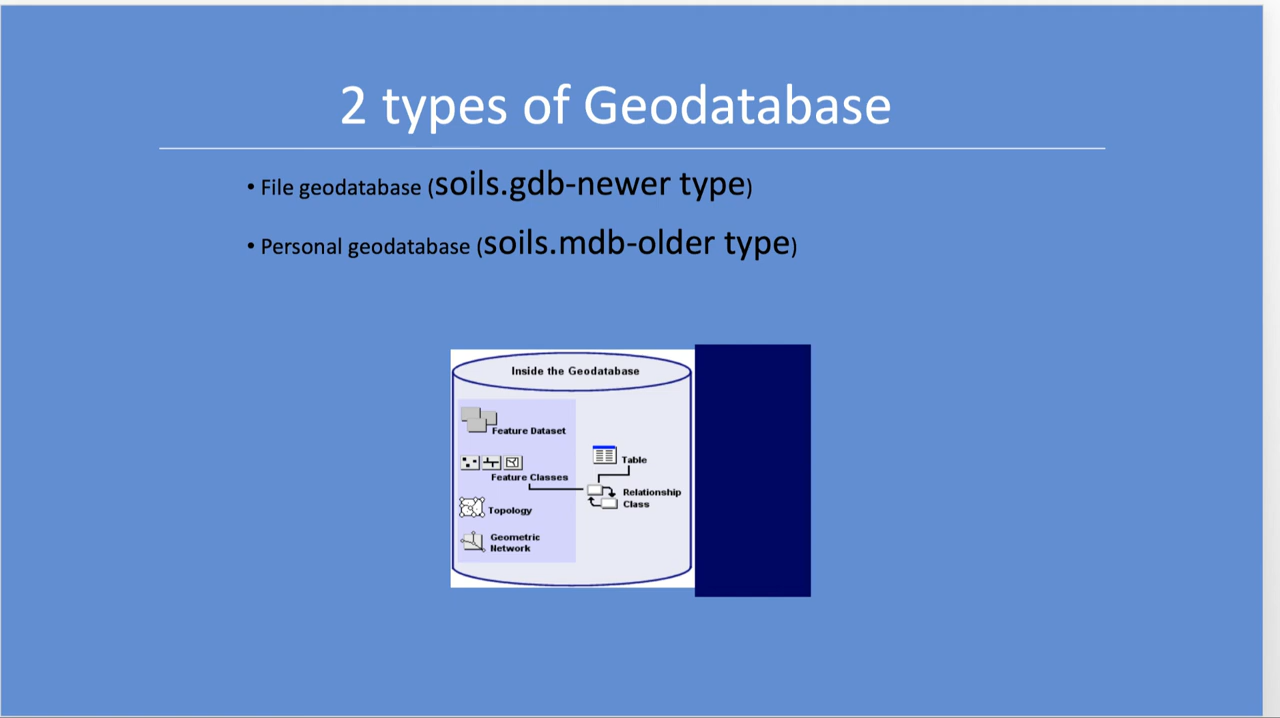 2 types of Geodatabase
• File geodatabase (soils.gdb-newer type)
• Personal geodatabase (soils.mdb-older type)
Inside the Geodatabase
Feature Dataset
Feature Classes
Topology
Geometric
Network
Table
Relationship
Class